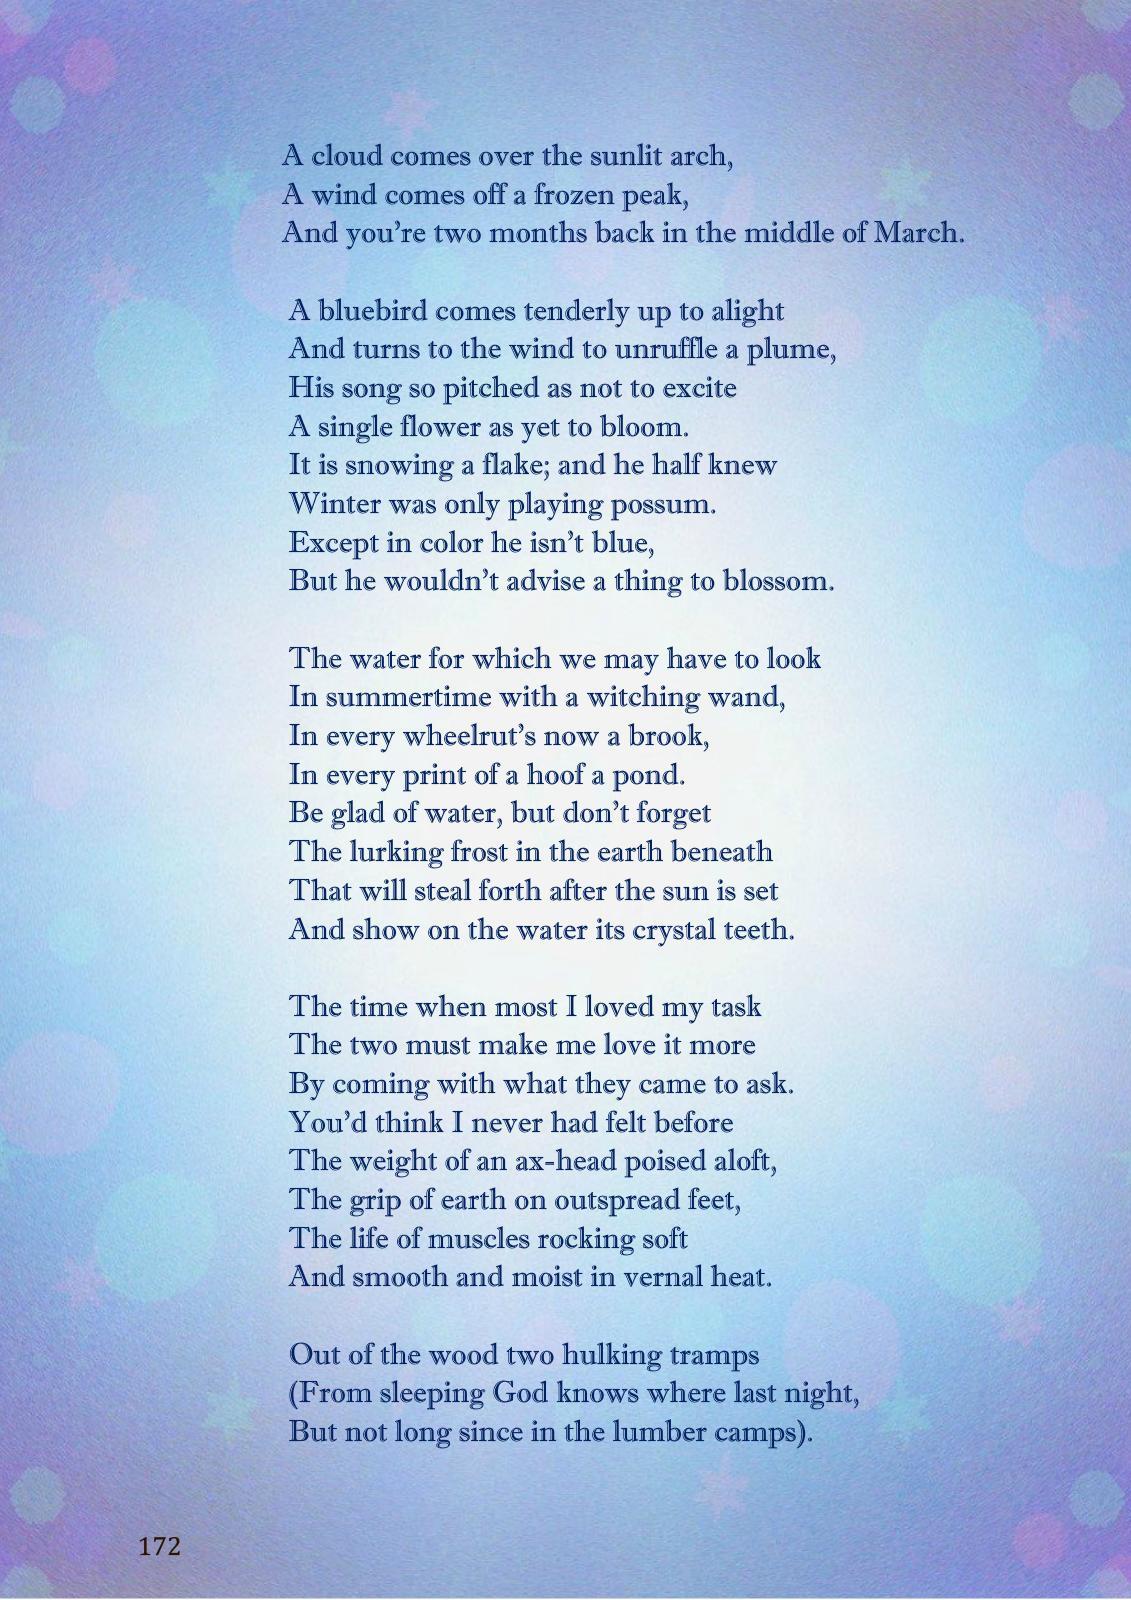 A cloud comes over the sunlit arch,
A wind comes off a frozen peak,
And you’re two months back in the middle of March.
A bluebird comes tenderly up to alight
And turns to the wind to unruffle a plume,
His song so pitched as not to excite
A single flower as yet to bloom.
It is snowing a flake; and he half knew
Winter was only playing possum.
Except in color he isn’t blue,
But he wouldn’t advise a thing to blossom.
The water for which we may have to look
In summertime with a witching wand,
In every wheelrut’s now a brook,
In every print of a hoof a pond.
Be glad of water, but don’t forget
The lurking frost in the earth beneath
That will steal forth after the sun is set
And show on the water its crystal teeth.
The time when most I loved my task
The two must make me love it more
By coming with what they came to ask.
You’d think I never had felt before
The weight of an ax-head poised aloft,
The grip of earth on outspread feet,
The life of muscles rocking soft
And smooth and moist in vernal heat.
Out of the wood two hulking tramps
(From sleeping God knows where last night,
But not long since in the lumber camps).
172